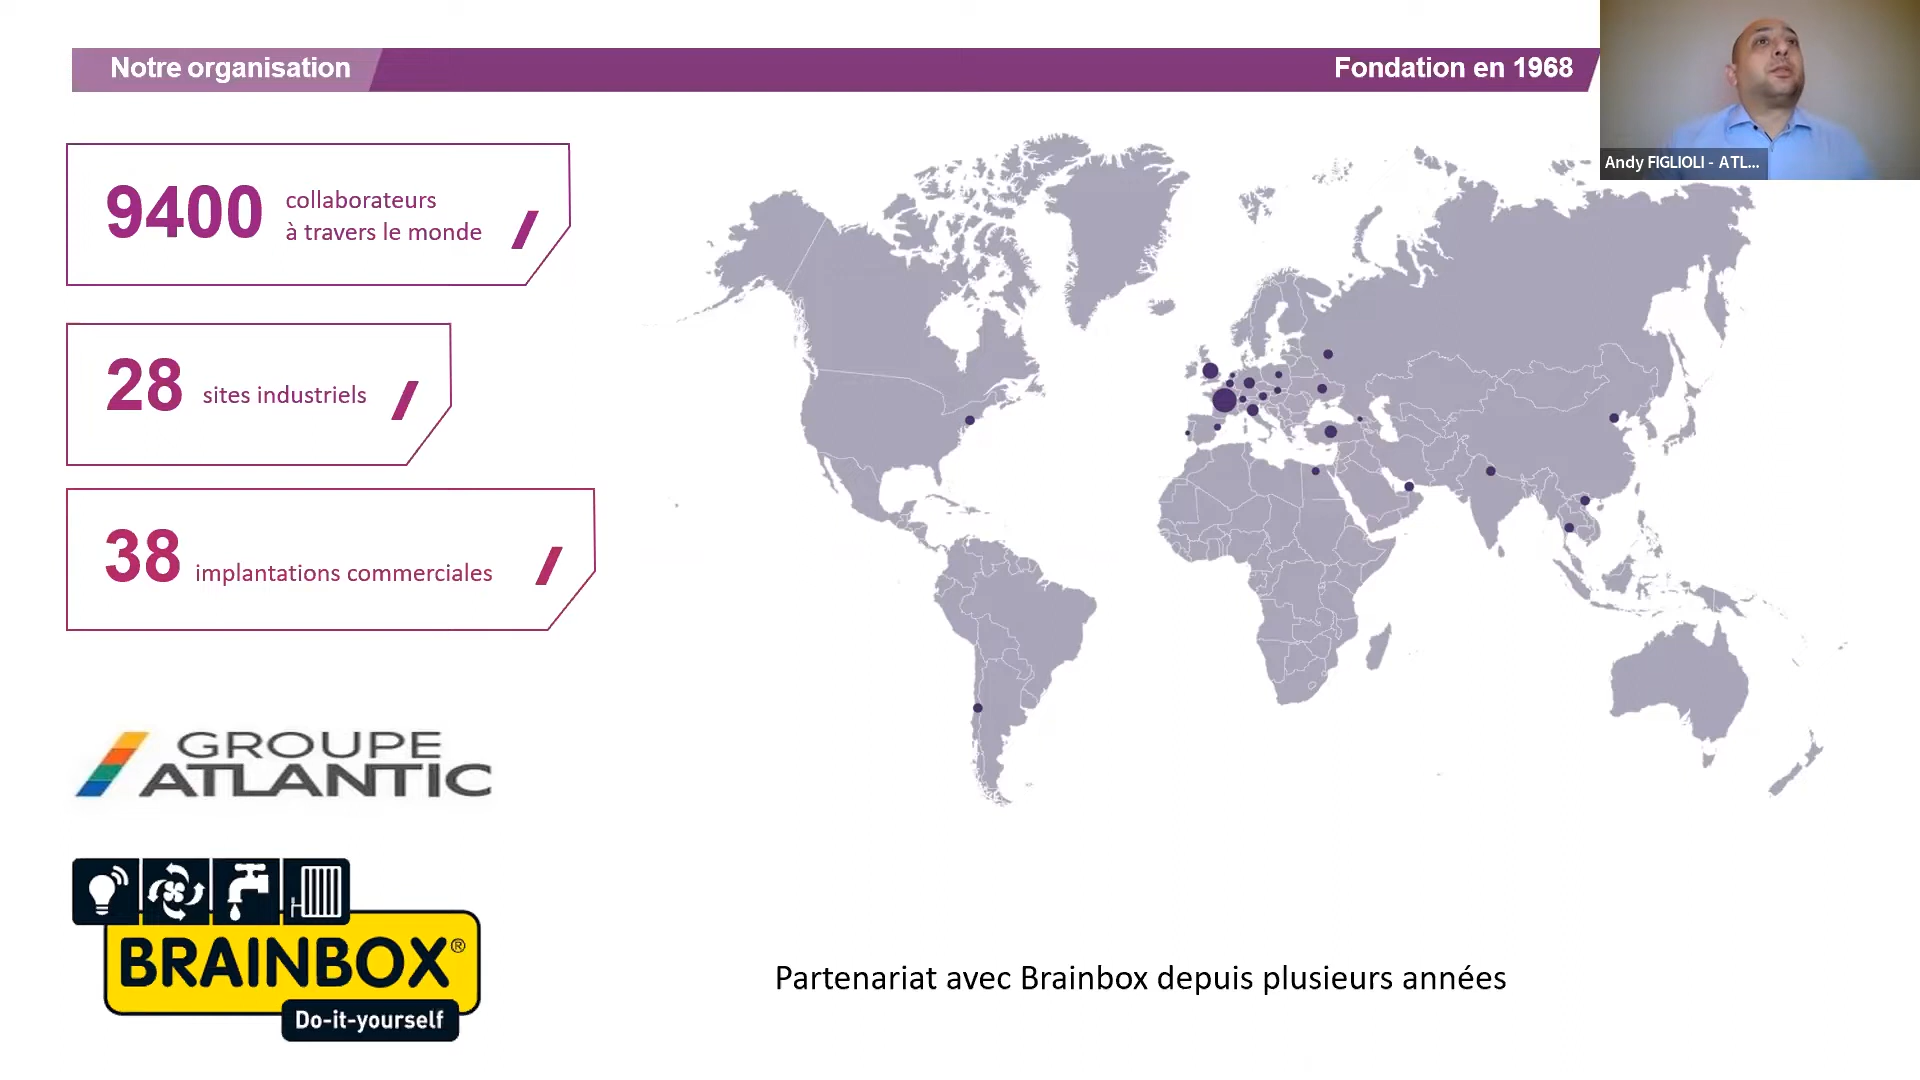 Notre organisation
Fondation en 1968
Andy FIGLIOLI - ATL...
9400 collaborateurs
à travers le monde
28 sites industriels
38 implantations commerciales
GROUPE
ATLANTIC
BRAINBOX®
Do-it-yourself
Partenariat avec Brainbox depuis plusieurs années